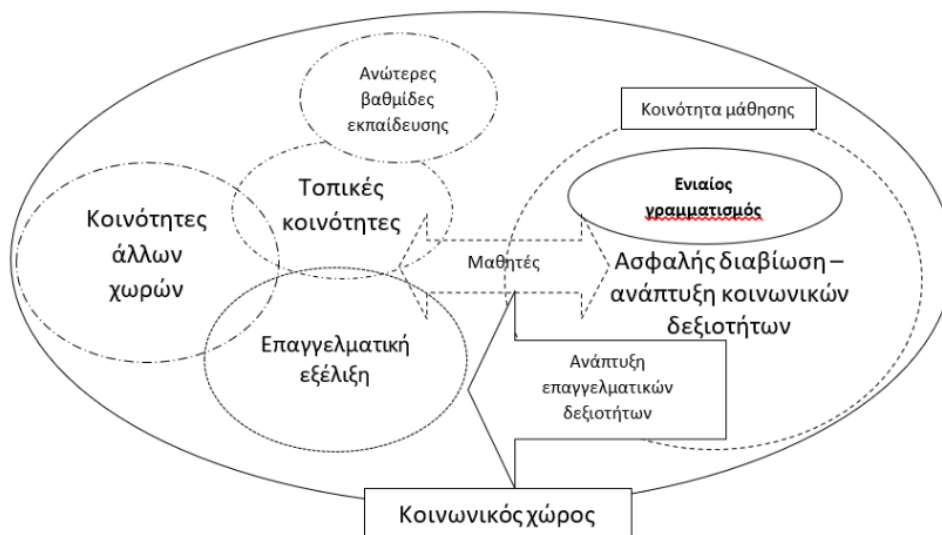 Ανώτερες
βαθμίδες
εκπαίδευσης
Κοινότητα μάθησης
Τοπικές
κοινότητες
Ενιαίος
γραμματισμός
Κοινότητες
άλλων
χωρών
Μαθητές
Ασφαλής διαβίωση –
ανάπτυξη κοινωνικών
δεξιοτήτων
Επαγγελματική
εξέλιξη
Ανάπτυξη
επαγγελματικών
δεξιοτήτων
Κοινωνικός χώρος